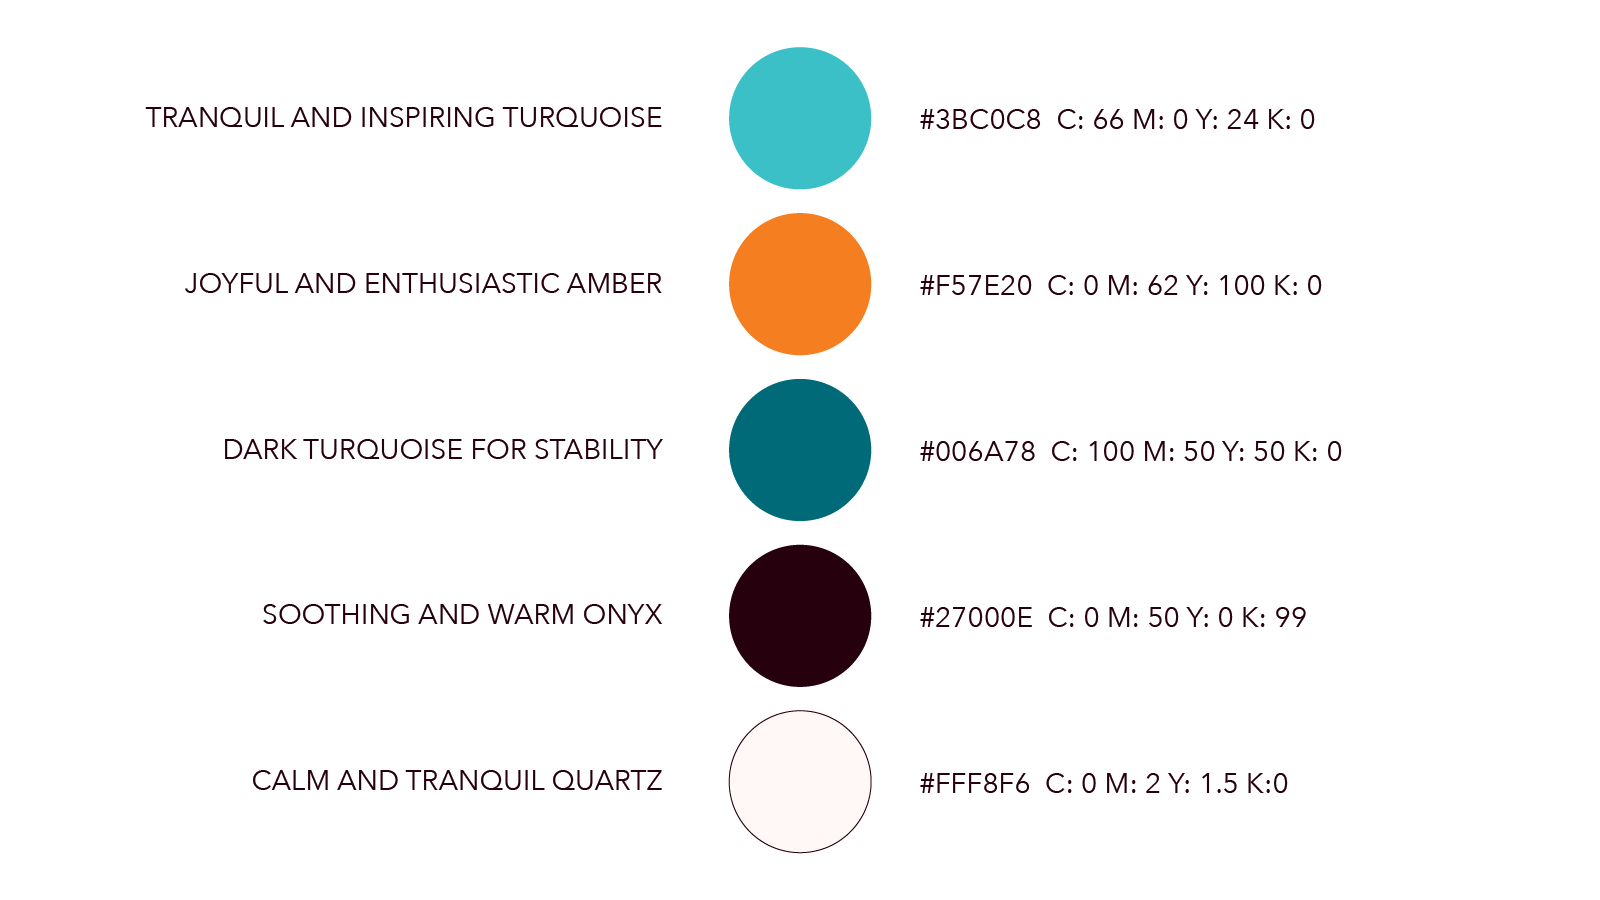 TRANQUIL AND INSPIRING TURQUOISE #3BC0C8 C: 66 M: 0 Y: 24 K: 0
JOYFUL AND ENTHUSIASTIC AMBER #F57E20 C: 0 M: 62 Y: 100 K: 0
DARK TURQUOISE FOR STABILITY #006A78 C: 100 M: 50 Y: 50 K: 0
SOOTHING AND WARM ONYX #27000E C: 0 M: 50 Y: 0 K: 99
CALM AND TRANQUIL QUARTZ #FFF8F6 C: 0 M: 2 Y: 1.5 K:0